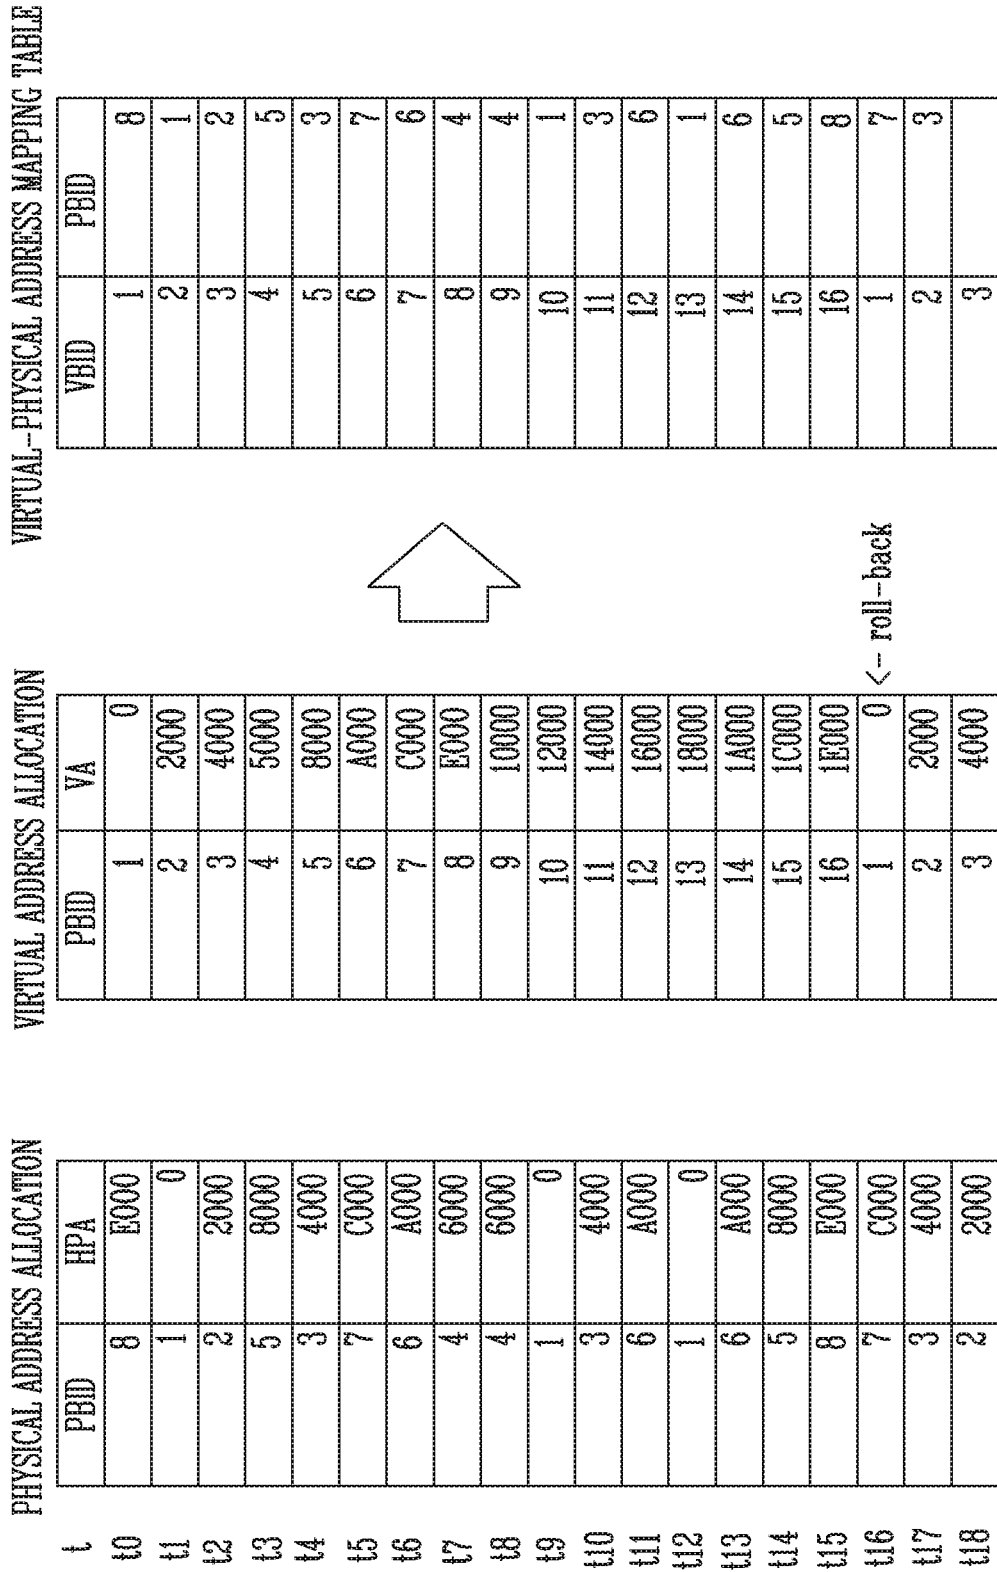 PHYSICAL ADDRESS ALLOCATION VIRTUAL ADDRESS ALLOCATION VIRTUAL-PHYSICAL ADDRESS MAPPING TABLE
t PBID HPA PBID VA VBID PBID
t0 8 E000 1 0 1 8
t1 1 0 2 2000 2 1
t2 2 2000 3 4000 3 2
t3 5 8000 4 5000 4 5
t4 3 4000 5 8000 5 3
t5 7 C000 6 A000 6 7
t6 6 A000 7 C000 7 6
t7 4 6000 8 E000 8 4
t8 4 6000 9 10000 9 4
t9 1 0 10 12000 10 1
t10 3 4000 11 14000 11 3
t11 6 A000 12 16000 12 6
t12 1 0 13 18000 13 1
t13 6 A000 14 1A000 14 6
t14 5 8000 15 1C000 15 5
t15 8 E000 16 1E000 16 8
t16 7 C000 1 0 <- roll-back 1 7
t17 3 4000 2 2000 2 3
t18 2 2000 3 4000 3